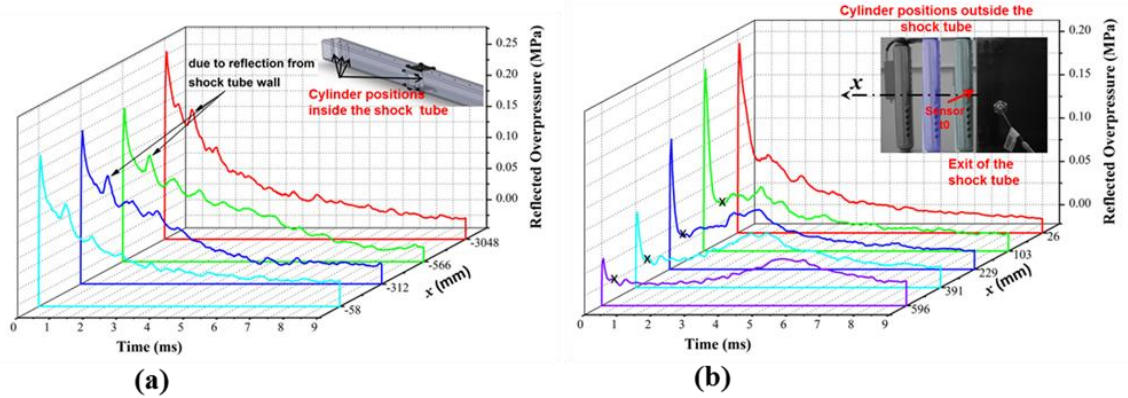 due to reflection from
shock tube wall
Cylinder positions
inside the shock tube
0.25
0.20
0.15
0.10
0.05
0.00
Reflected Overpressure (MPa)
-3048
-566
-312
-58
x (mm)
0 1 2 3 4 5 6 7 8 9
Time (ms)
(a)
Cylinder positions outside the
shock tube
x
Sensor
t0
Exit of the
shock tube
0.20
0.15
0.10
0.05
0.00
Reflected Overpressure (MPa)
x
x
x
x
26
103
229
391
596
x (mm)
0 1 2 3 4 5 6 7 8 9
Time (ms)
(b)